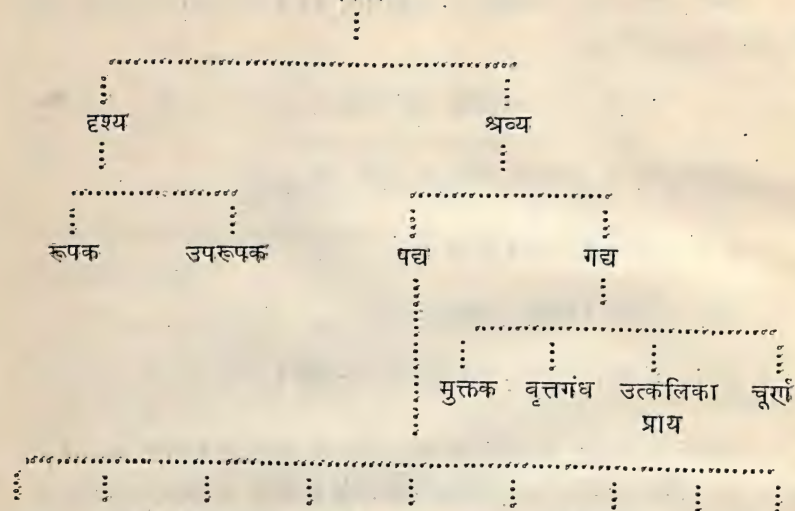 दृश्य श्रव्य
रूपक उपरूपक पद्य गद्य
मुक्तक वृत्तगंध उत्कलिका चूर्ण
प्राय